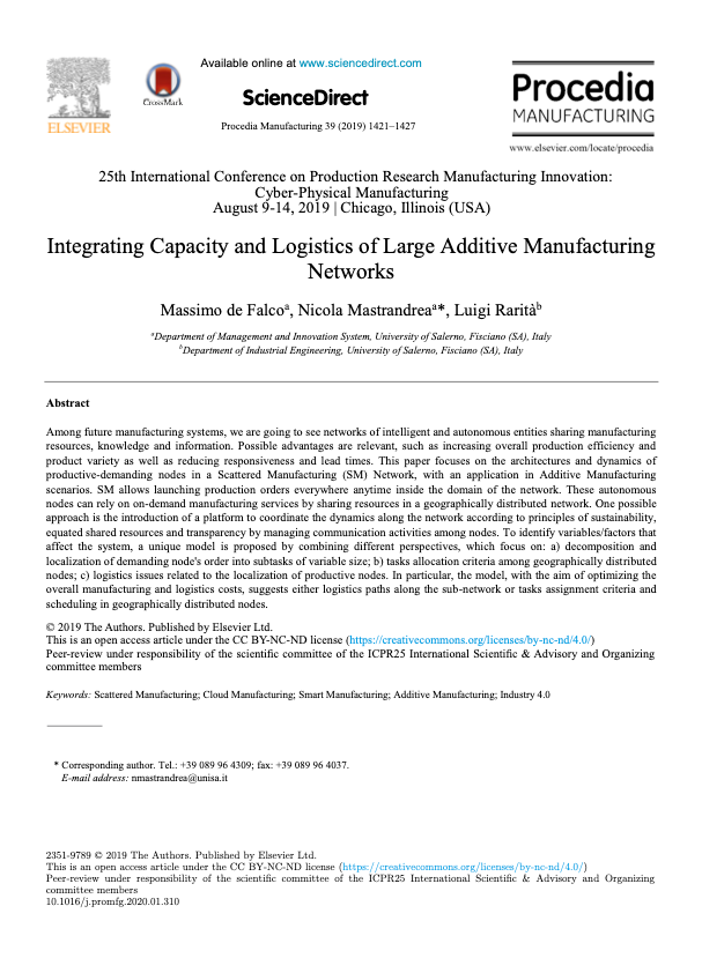 Available online at www.sciencedirect.com
ELSEVIER
CrossMark
ScienceDirect
Procedia Manufacturing 39 (2019) 1421–1427
Procedia
MANUFACTURING
www.elsevier.com/locate/procedia
25th International Conference on Production Research Manufacturing Innovation:
Cyber-Physical Manufacturing
August 9-14, 2019 | Chicago, Illinois (USA)
Integrating Capacity and Logistics of Large Additive Manufacturing
Networks
Massimo de Falcoª, Nicola Mastrandreaª*, Luigi Raritàᵇ
ªDepartment of Management and Innovation System, University of Salerno, Fisciano (SA), Italy
ᵇDepartment of Industrial Engineering, University of Salerno, Fisciano (SA), Italy
Abstract
Among future manufacturing systems, we are going to see networks of intelligent and autonomous entities sharing manufacturing
resources, knowledge and information. Possible advantages are relevant, such as increasing overall production efficiency and
product variety as well as reducing responsiveness and lead times. This paper focuses on the architectures and dynamics of
productive-demanding nodes in a Scattered Manufacturing (SM) Network, with an application in Additive Manufacturing
scenarios. SM allows launching production orders everywhere anytime inside the domain of the network. These autonomous
nodes can rely on on-demand manufacturing services by sharing resources in a geographically distributed network. One possible
approach is the introduction of a platform to coordinate the dynamics along the network according to principles of sustainability,
equated shared resources and transparency by managing communication activities among nodes. To identify variables/factors that
affect the system, a unique model is proposed by combining different perspectives, which focus on: a) decomposition and
localization of demanding node's order into subtasks of variable size; b) tasks allocation criteria among geographically distributed
nodes; c) logistics issues related to the localization of productive nodes. In particular, the model, with the aim of optimizing the
overall manufacturing and logistics costs, suggests either logistics paths along the sub-network or tasks assignment criteria and
scheduling in geographically distributed nodes.
© 2019 The Authors. Published by Elsevier Ltd.
This is an open access article under the CC BY-NC-ND license (https://creativecommons.org/licenses/by-nc-nd/4.0/)
Peer-review under responsibility of the scientific committee of the ICPR25 International Scientific & Advisory and Organizing
committee members
Keywords: Scattered Manufacturing; Cloud Manufacturing; Smart Manufacturing; Additive Manufacturing; Industry 4.0
* Corresponding author. Tel.: +39 089 96 4309; fax: +39 089 96 4037.
E-mail address: nmastrandrea@unisa.it
2351-9789 © 2019 The Authors. Published by Elsevier Ltd.
This is an open access article under the CC BY-NC-ND license (https://creativecommons.org/licenses/by-nc-nd/4.0/)
Peer-review under responsibility of the scientific committee of the ICPR25 International Scientific & Advisory and Organizing
committee members
10.1016/j.promfg.2020.01.310